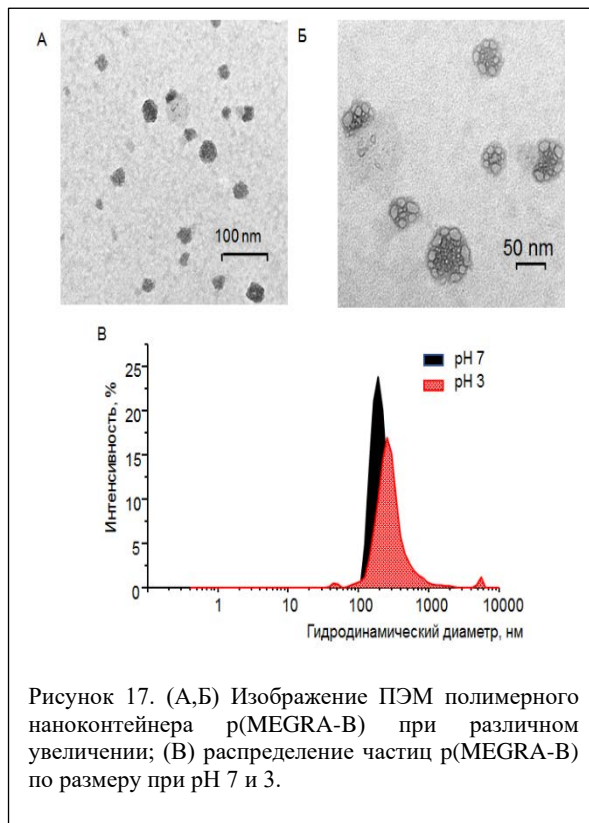 А
Б
100 nm
50 nm
В
pH 7
pH 3
Интенсивность, %
25
20
15
10
5
0
1 10 100 1000 10000
Гидродинамический диаметр, нм
Рисунок 17. (А,Б) Изображение ПЭМ полимерного
наноконтейнера p(MEGRA-B) при различном
увеличении; (В) распределение частиц p(MEGRA-B)
по размеру при pH 7 и 3.